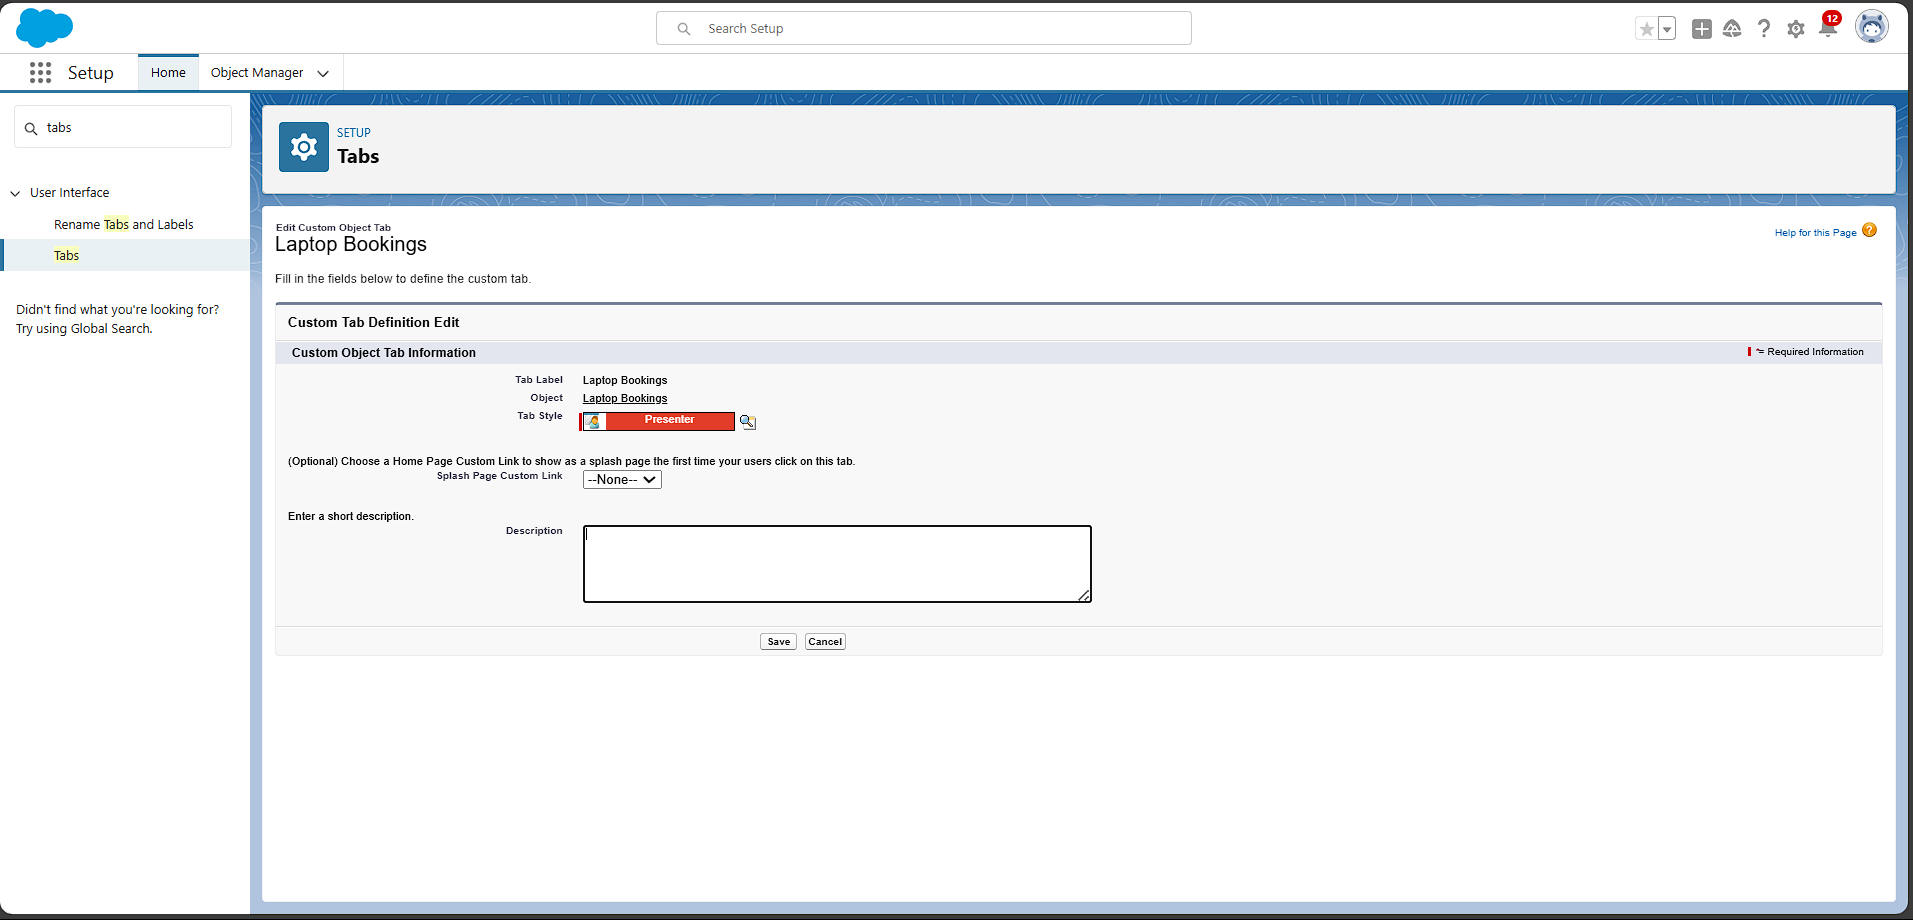 Search Setup
12
Setup
Home
Object Manager
tabs
User Interface
Rename Tabs and Labels
Tabs
Didn't find what you're looking for?
Try using Global Search.
SETUP
Tabs
Edit Custom Object Tab
Laptop Bookings
Help for this Page
Fill in the fields below to define the custom tab.
Custom Tab Definition Edit
Custom Object Tab Information
= Required Information
Tab Label Laptop Bookings
Object Laptop Bookings
Tab Style Presenter
(Optional) Choose a Home Page Custom Link to show as a splash page the first time your users click on this tab.
Splash Page Custom Link --None--
Enter a short description.
Description
Save Cancel